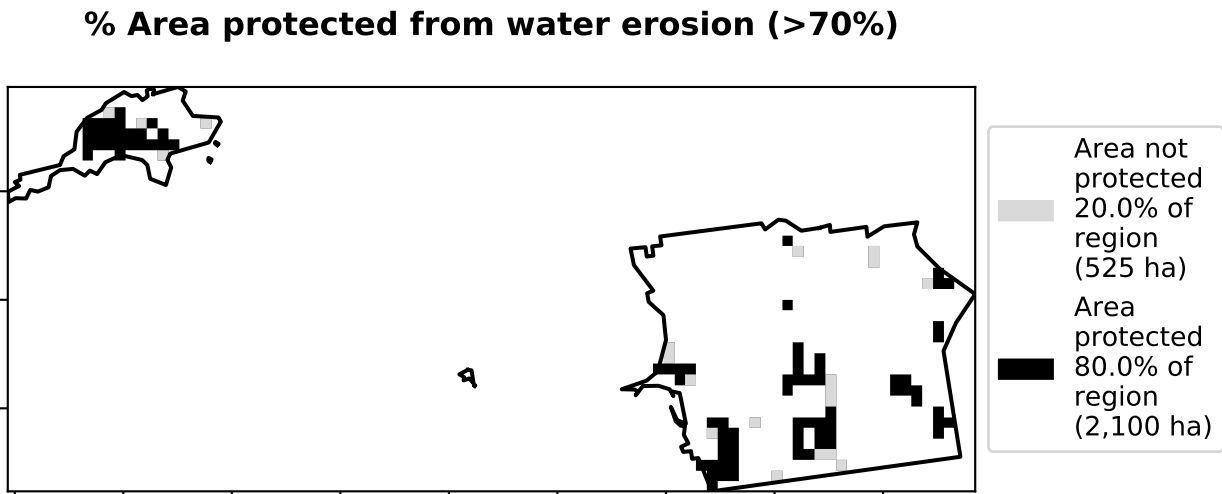 % Area protected from water erosion (>70%)
Area not
protected
20.0% of
region
(525 ha)
Area
protected
80.0% of
region
(2,100 ha)